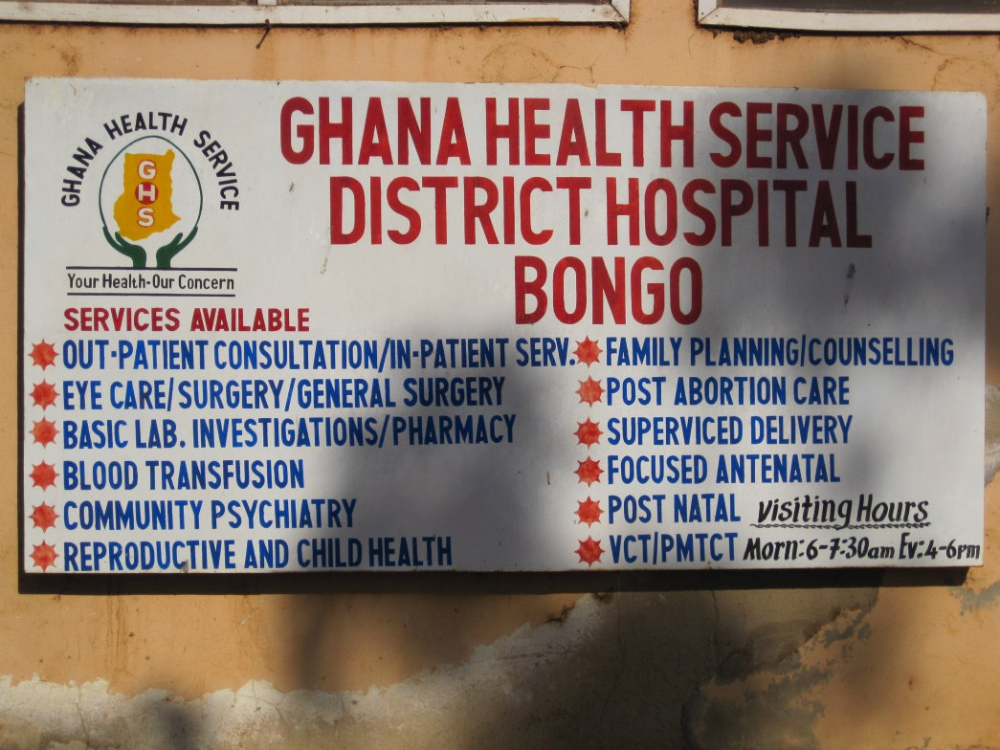 GHANA HEALTH SERVICE
GHS
Your Health-Our Concern
GHANA HEALTH SERVICE
DISTRICT HOSPITAL
BONGO
SERVICES AVAILABLE
OUT-PATIENT CONSULTATION/IN-PATIENT SERV.
EYE CARE/SURGERY/GENERAL SURGERY
BASIC LAB. INVESTIGATIONS/PHARMACY
BLOOD TRANSFUSION
COMMUNITY PSYCHIATRY
REPRODUCTIVE AND CHILD HEALTH
FAMILY PLANNING/COUNSELLING
POST ABORTION CARE
SUPERVICED DELIVERY
FOCUSED ANTENATAL
POST NATAL
VCT/PMTCT
visiting Hours
Morn:6-7:30am Ev:4-6pm